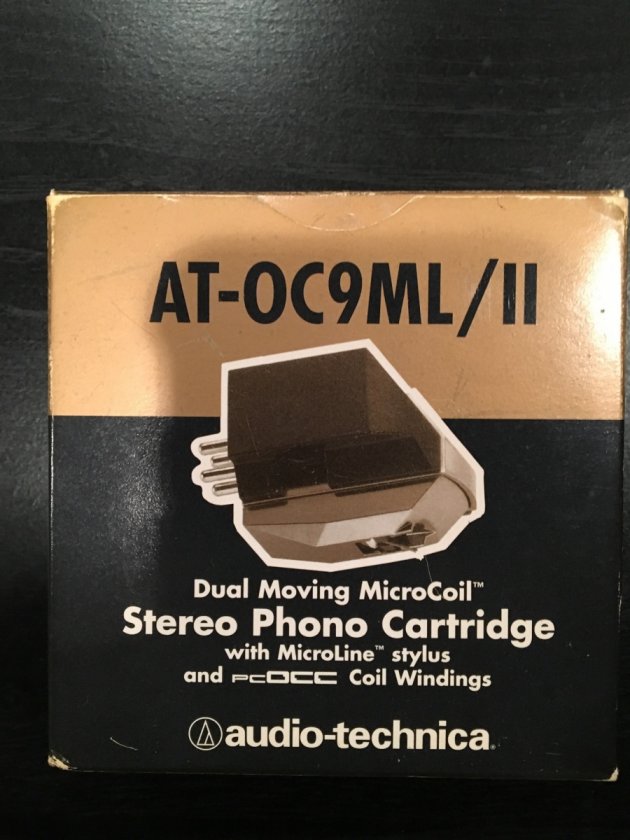 AT-OC9ML/II
Dual Moving MicroCoil™
Stereo Phono Cartridge
with MicroLine™ stylus
and PCOCC Coil Windings
audio-technica®